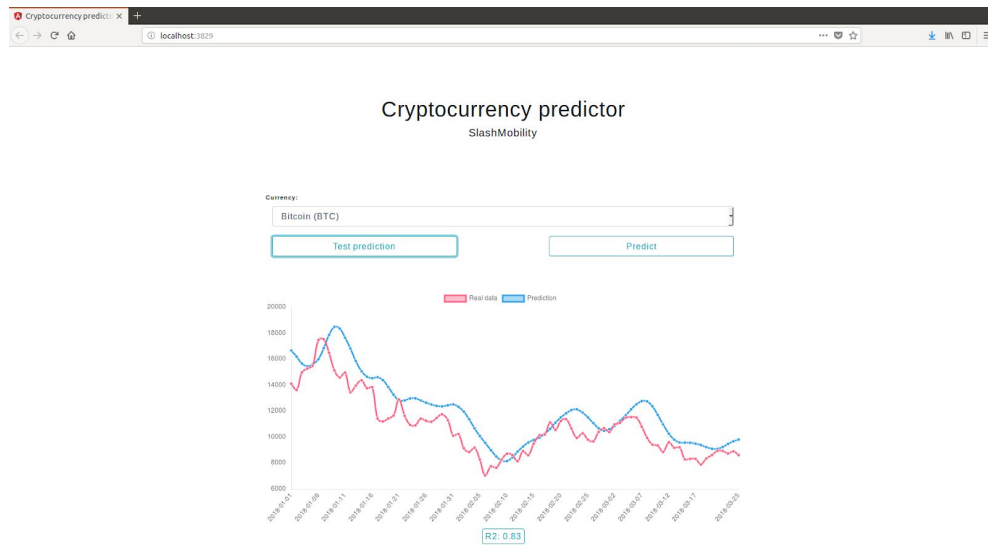 Cryptocurrency predicto
localhost:3829
Cryptocurrency predictor
SlashMobility
Currency:
Bitcoin (BTC)
Test prediction
Predict
Real data Prediction
20000
18000
16000
14000
12000
10000
8000
6000
2018-01-01 2018-01-06 2018-01-11 2018-01-16 2018-01-21 2018-01-26 2018-01-31 2018-02-05 2018-02-10 2018-02-15 2018-02-20 2018-02-25 2018-03-02 2018-03-07 2018-03-12 2018-03-17 2018-03-25
R2: 0.83